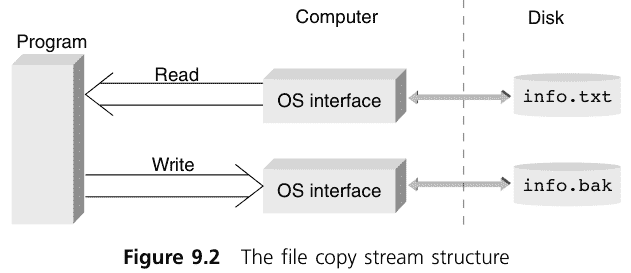 Computer
Disk
Program
Read
OS interface
info.txt
Write
OS interface
info.bak
Figure 9.2 The file copy stream structure